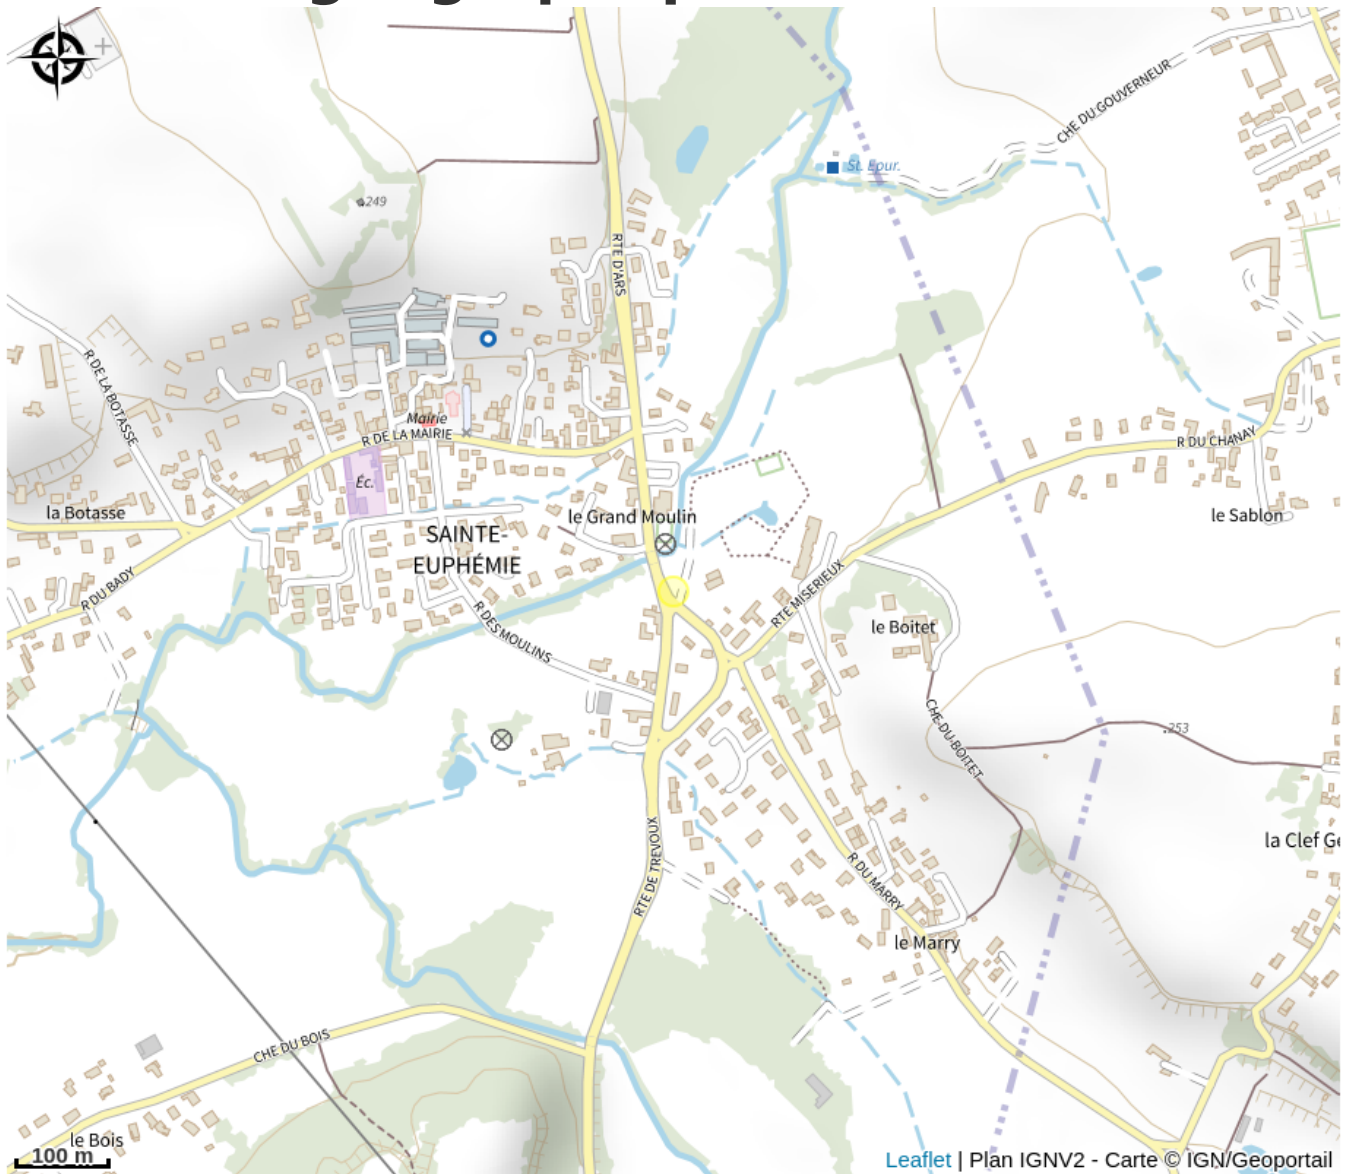 CHE DU GOUVERNEUR
St. Epur.
249
RTE D'ARS
R DE LA BOTASSE
Mairie
R DE LA MAIRIE
R DU CHANAY
Éc.
la Botasse
le Grand Moulin
le Sablon
SAINTE-
EUPHÉMIE
R DU BADY
RTE MISERIEUX
R DES MOULINS
le Boitet
CHE DU BOITET
253
RTE DE TREVOUX
R DU MARRY
la Clef Ge
le Marry
CHE DU BOIS
le Bois
100 m
Leaflet | Plan IGNV2 - Carte © IGN/Geoportail